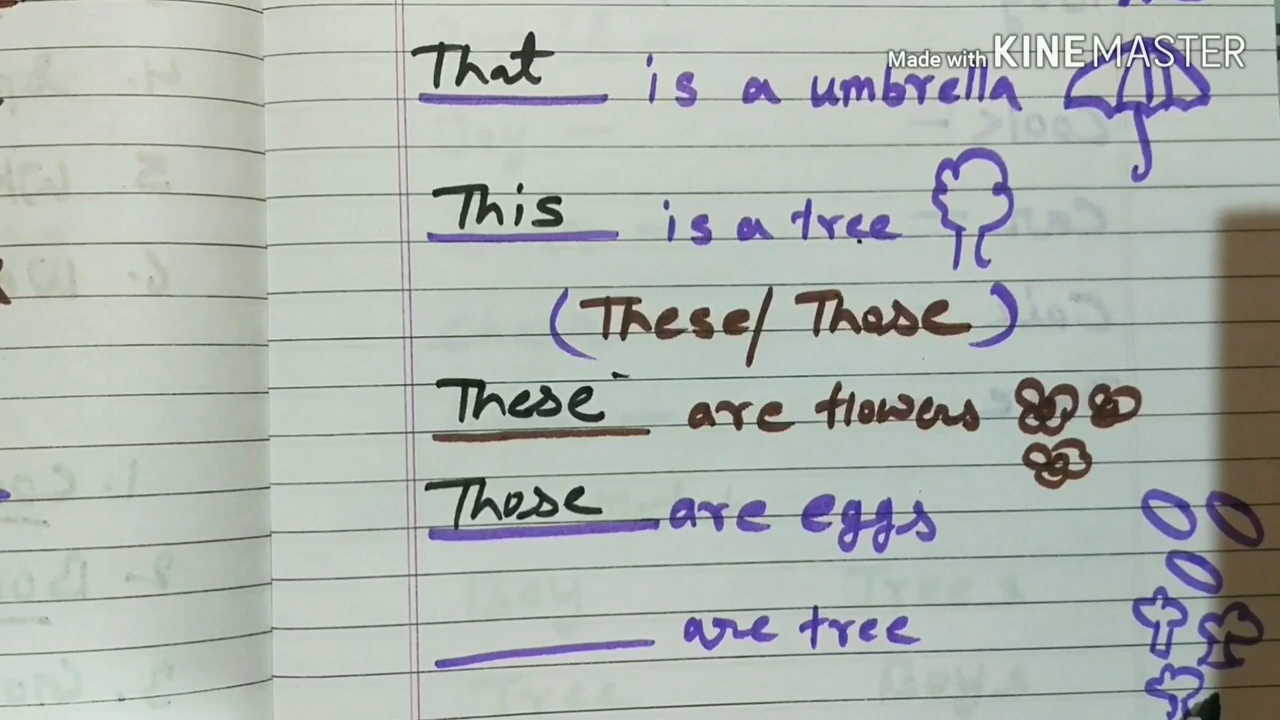 Made with KINEMASTER
That is a umbrella
This is a tree
(These/ Those)
These are flowers
Those are eggs
are tree